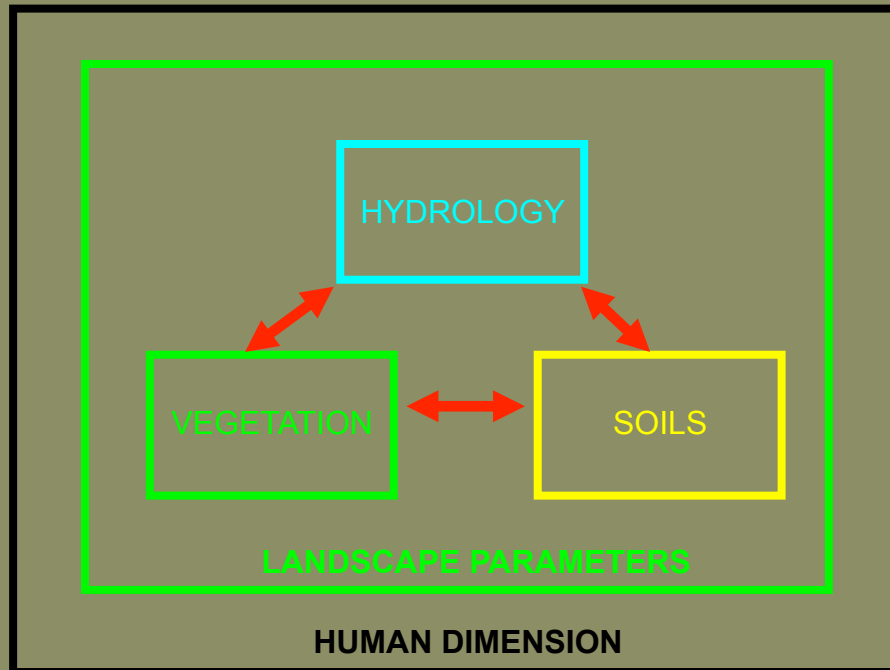 HYDROLOGY
VEGETATION
SOILS
LANDSCAPE PARAMETERS
HUMAN DIMENSION